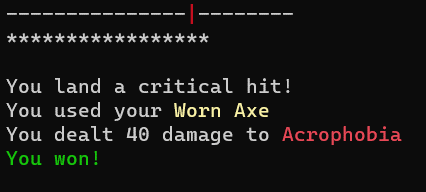 ---------------|--------
*****************
You land a critical hit!
You used your Worn Axe
You dealt 40 damage to Acrophobia
You won!